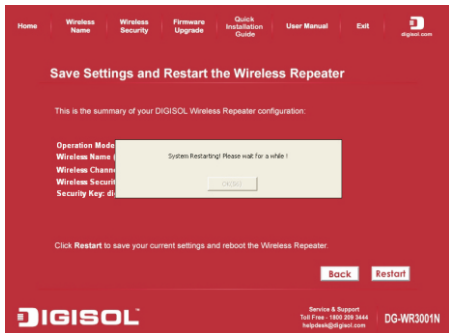 Home
Wireless Name
Wireless Security
Firmware Upgrade
Quick Installation Guide
User Manual
Exit
digisol.com
Save Settings and Restart the Wireless Repeater
This is the summary of your DIGISOL Wireless Repeater configuration:
Operation Mode
Wireless Name (
Wireless Chann
Wireless Securit
Security Key: di
System Restarting! Please wait for a while !
Click Restart to save your current settings and reboot the Wireless Repeater.
Back
Restart
DIGISOL
Service & Support
Toll Free - 1800 209 3444
helpdesk@digisol.com
DG-WR3001N